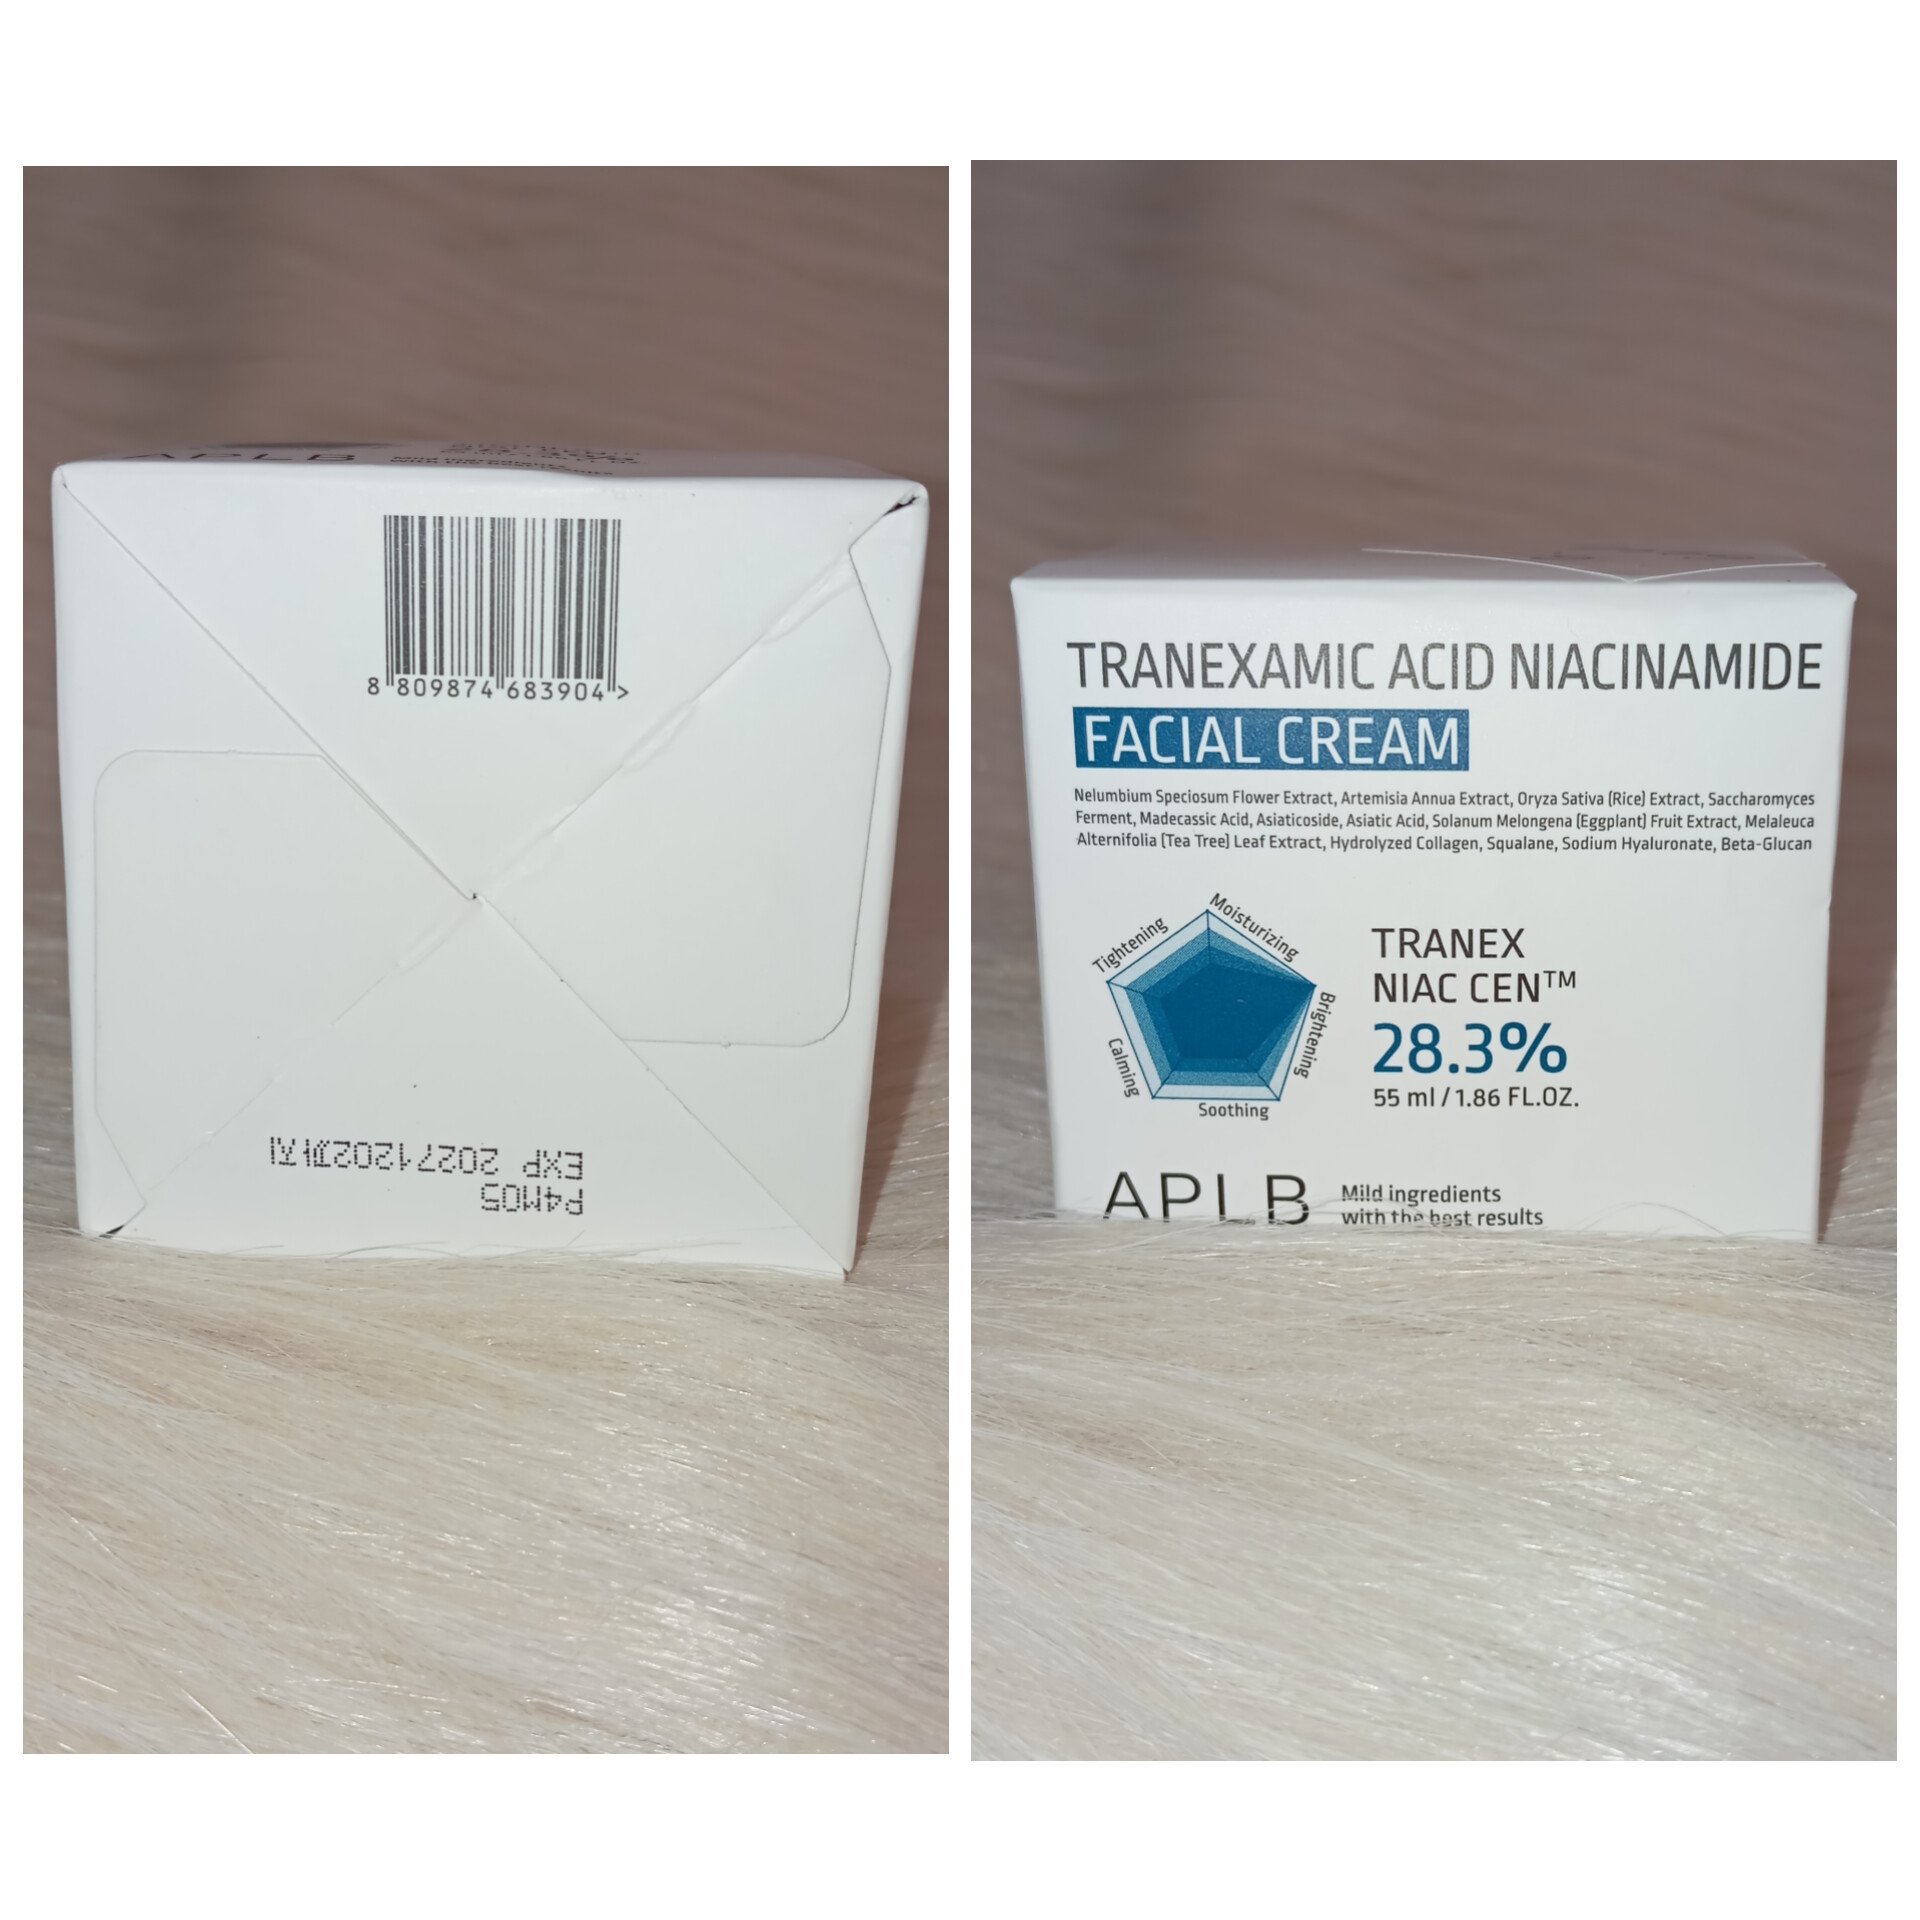 APLB
8 809874 683904 >
P4M05
EXP 20271202까지
TRANEXAMIC ACID NIACINAMIDE
FACIAL CREAM
Nelumbium Speciosum Flower Extract, Artemisia Annua Extract, Oryza Sativa (Rice) Extract, Saccharomyces
Ferment, Madecassic Acid, Asiaticoside, Asiatic Acid, Solanum Melongena (Eggplant) Fruit Extract, Melaleuca
Alternifolia (Tea Tree) Leaf Extract, Hydrolyzed Collagen, Squalane, Sodium Hyaluronate, Beta-Glucan
Moisturizing
Tightening
Brightening
Calming
Soothing
TRANEX
NIAC CEN™
28.3%
55 ml / 1.86 FL.OZ.
APLB
Mild ingredients
with the best results